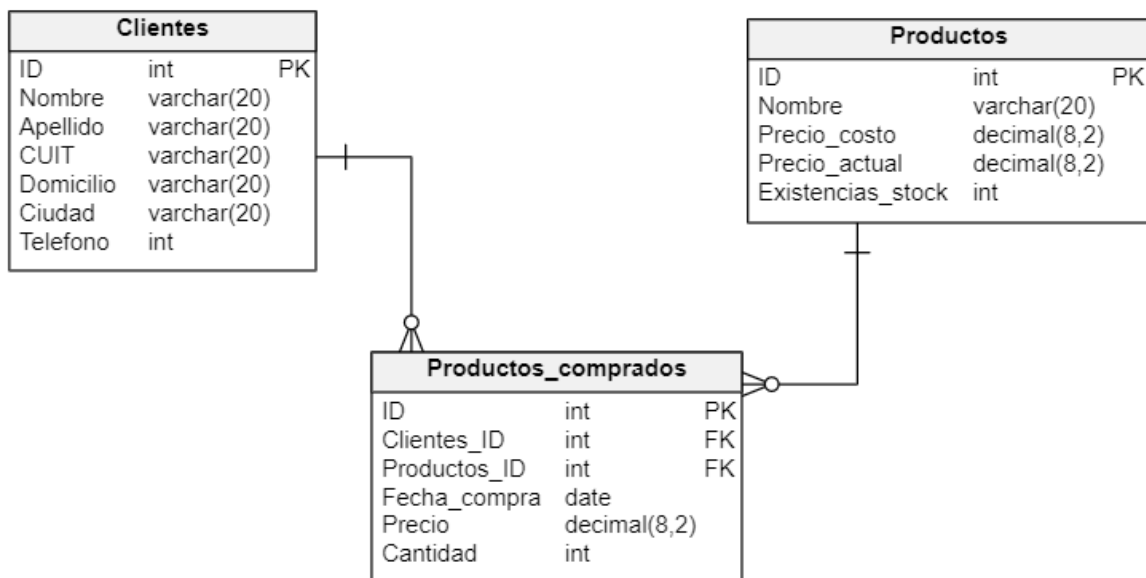 Clientes
ID int PK
Nombre varchar(20)
Apellido varchar(20)
CUIT varchar(20)
Domicilio varchar(20)
Ciudad varchar(20)
Telefono int
Productos
ID int PK
Nombre varchar(20)
Precio_costo decimal(8,2)
Precio_actual decimal(8,2)
Existencias_stock int
Productos_comprados
ID int PK
Clientes_ID int FK
Productos_ID int FK
Fecha_compra date
Precio decimal(8,2)
Cantidad int